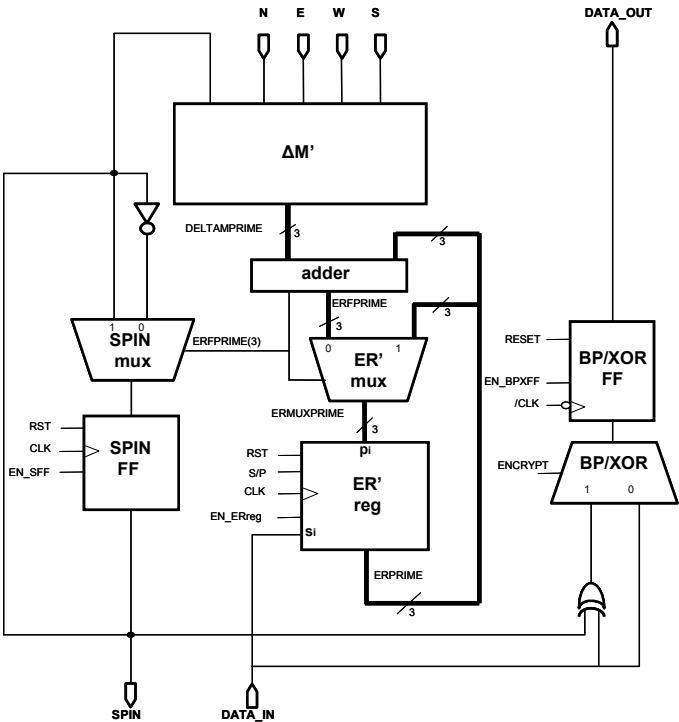 N E W S
DATA_OUT
ΔM'
DELTAMPRIME
3
3
adder
ERFPRIME
3
3
1 0
SPIN
mux
ERFPRIME(3)
0 1
ER'
mux
RESET
EN_BPXFF
/CLK
BP/XOR
FF
ERMUXPRIME
3
RST
CLK
EN_SFF
SPIN
FF
RST
S/P
CLK
EN_ERreg
pi
ER'
reg
si
ENCRYPT
BP/XOR
1 0
ERPRIME
3
SPIN
DATA_IN